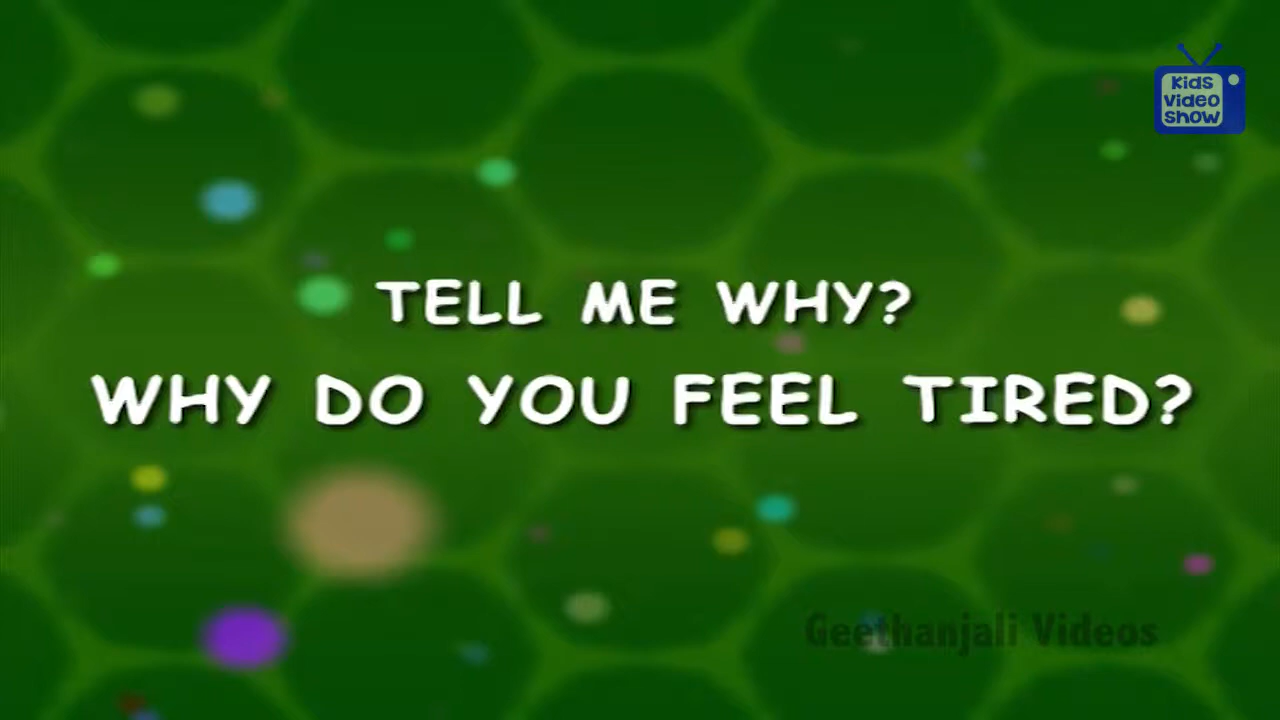 Kids
Video
Show
TELL ME WHY?
WHY DO YOU FEEL TIRED?
Geethanjali Videos